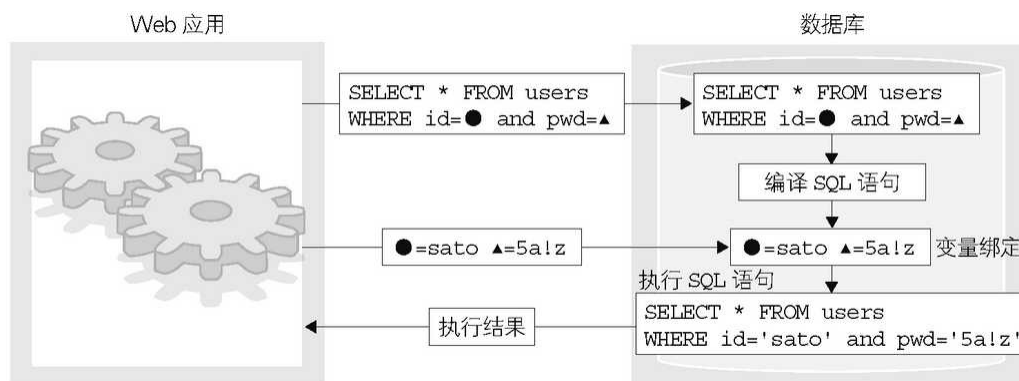 Web 应用
数据库
SELECT * FROM users
WHERE id=● and pwd=▲
SELECT * FROM users
WHERE id=● and pwd=▲
编译 SQL 语句
●=sato ▲=5a!z
●=sato ▲=5a!z
变量绑定
执行 SQL 语句
执行结果
SELECT * FROM users
WHERE id='sato' and pwd='5a!z'